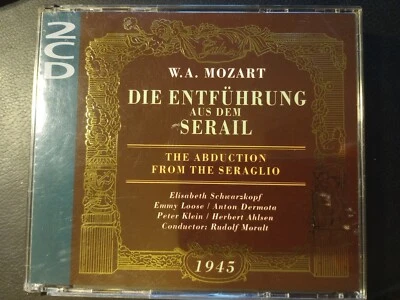 2CD
W.A. MOZART
DIE ENTFÜHRUNG
AUS DEM
SERAIL
THE ABDUCTION
FROM THE SERAGLIO
Elisabeth Schwarzkopf
Emmy Loose / Anton Dermota
Peter Klein / Herbert Ahlsen
Conductor: Rudolf Moralt
1945